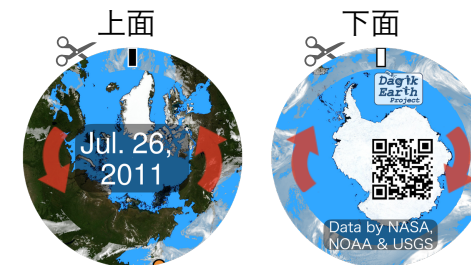 上面
下面
Jul. 26,
2011
Dagik
Earth
Project
Data by NASA,
NOAA & USGS